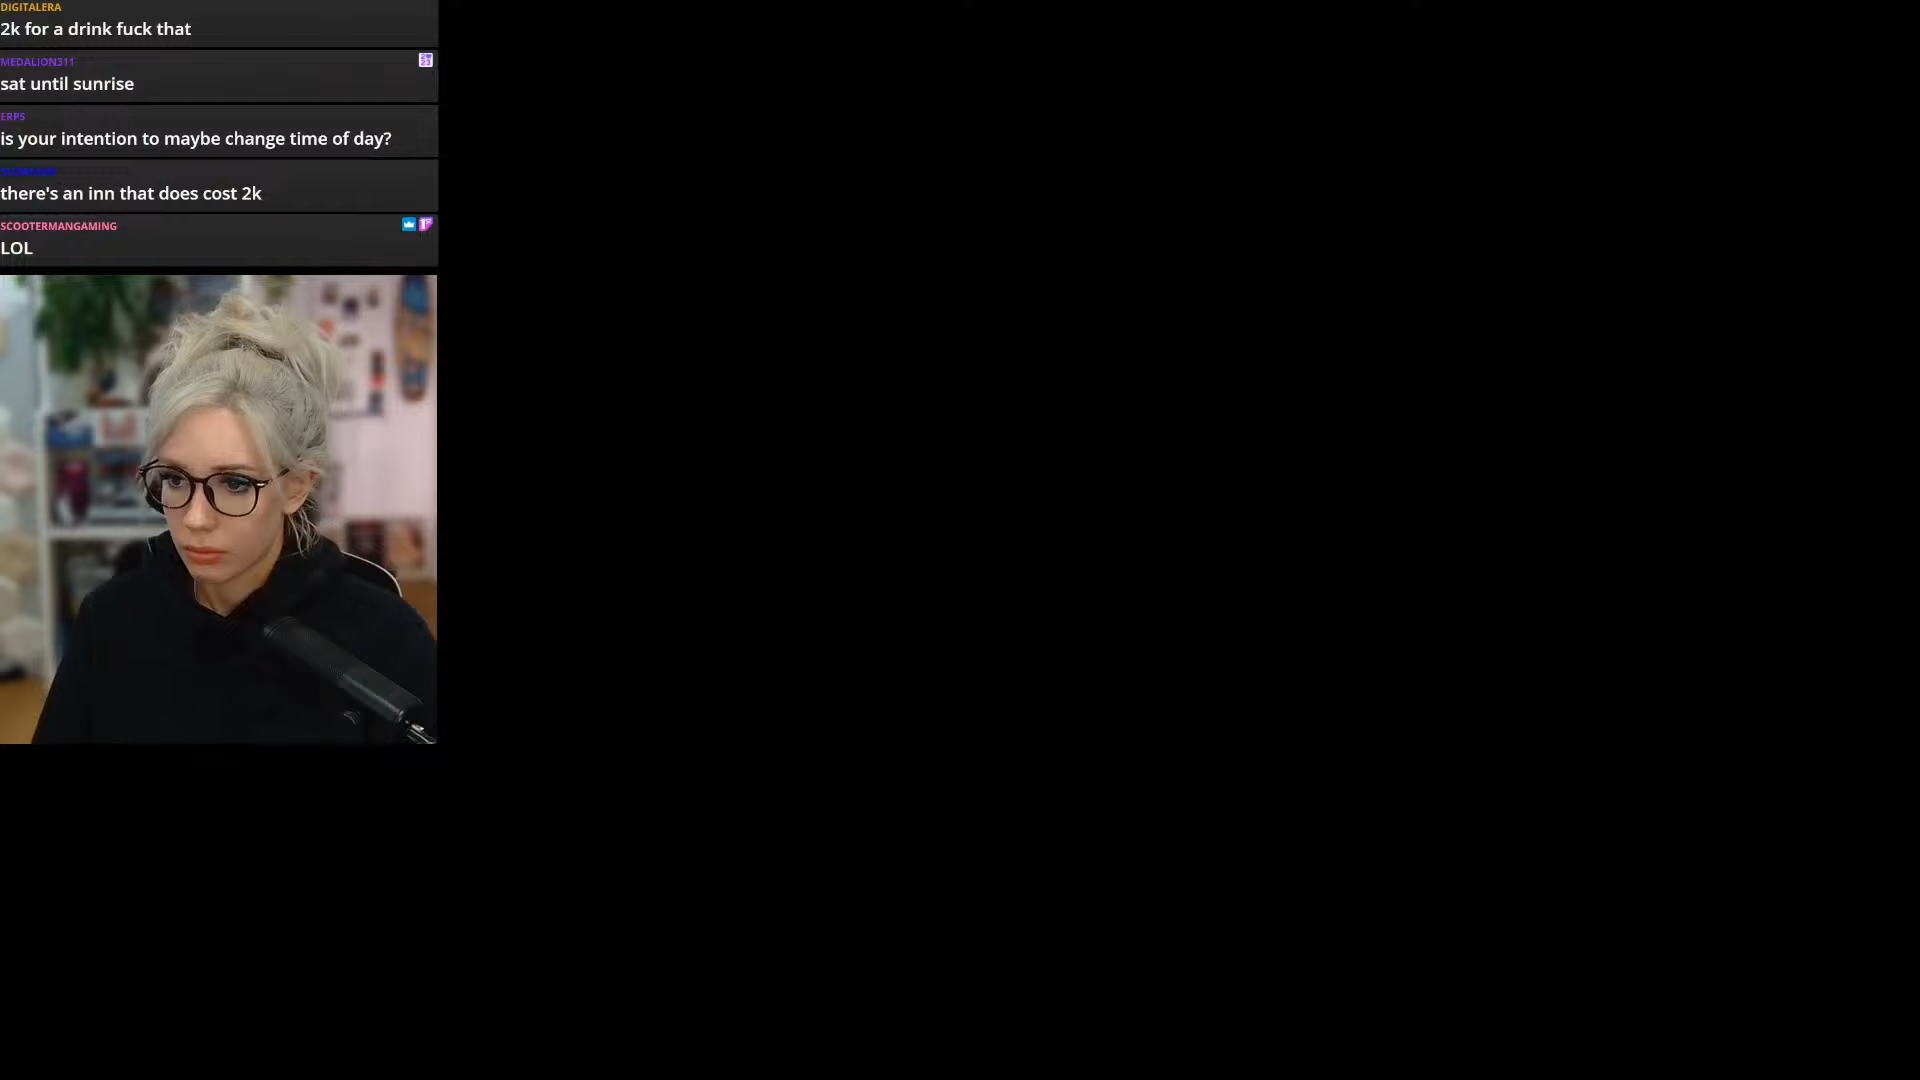 DIGITALERA
2k for a drink fuck that
MEDALION311
sat until sunrise
ERPS
is your intention to maybe change time of day?
there's an inn that does cost 2k
SCOOTERMANGAMING
LOL